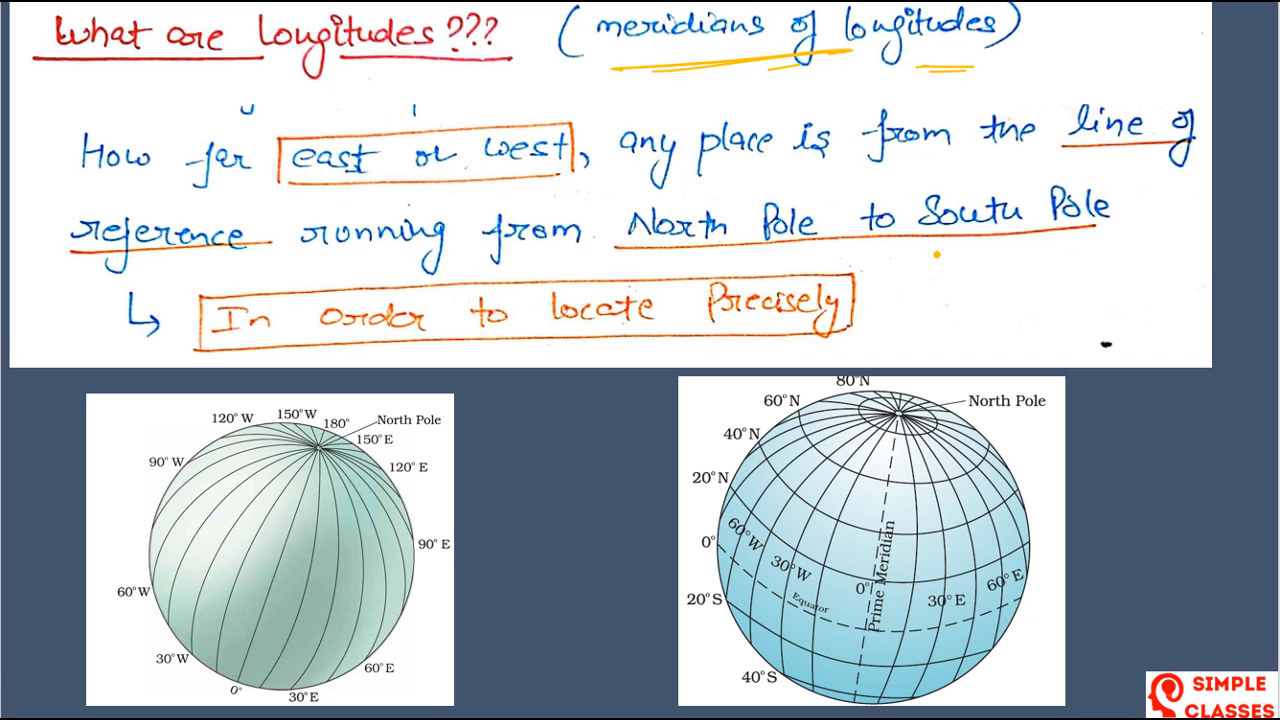 What are longitudes??? (meridians of longitudes)
How far east or west, any place is from the line of
reference running from North Pole to South Pole
↳ In order to locate Precisely
120° W
150° W
180°
North Pole
150° E
120° E
90° W
90° E
60° W
30° W
60° E
0°
30° E
80°N
60°N
North Pole
40°N
20°N
0°
60°W
30°W
Equator
0°
Prime Meridian
30°E
60°E
20°S
40°S
SIMPLE
CLASSES